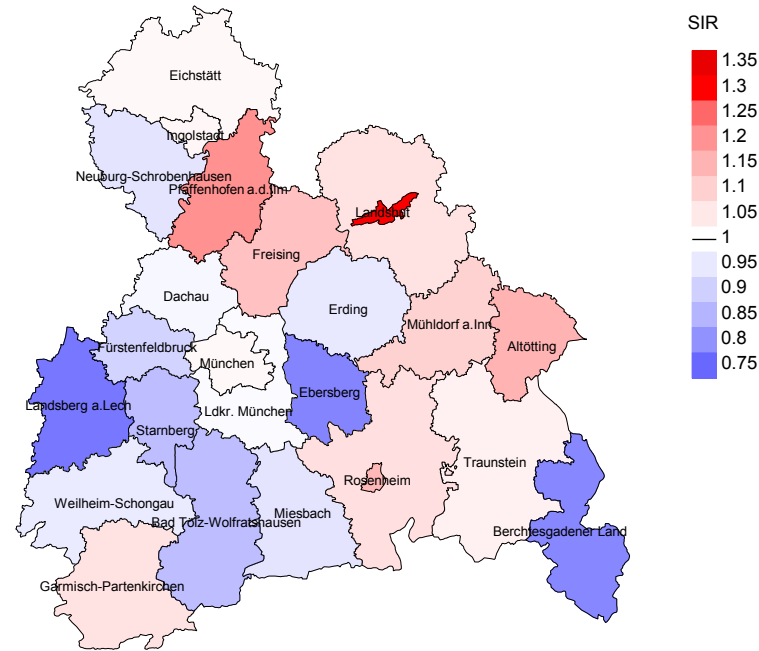 SIR
1.35
1.3
1.25
1.2
1.15
1.1
1.05
1
0.95
0.9
0.85
0.8
0.75
Eichstätt
Ingolstadt
Neuburg-Schrobenhausen
Pfaffenhofen a.d.Ilm
Landshut
Freising
Dachau
Erding
Mühldorf a.Inn
Altötting
Fürstenfeldbruck
München
Ebersberg
Landsberg a.Lech
Ldkr. München
Starnberg
Traunstein
Rosenheim
Weilheim-Schongau
Miesbach
Bad Tölz-Wolfratshausen
Berchtesgadener Land
Garmisch-Partenkirchen